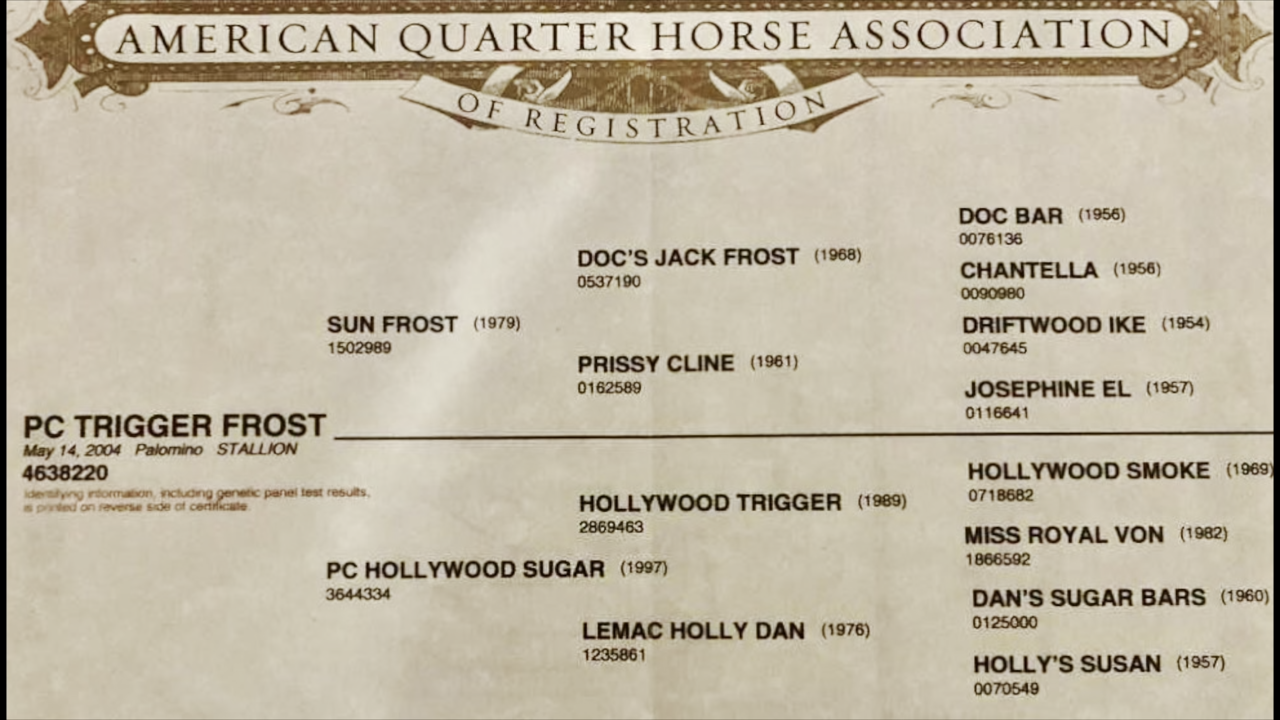 AMERICAN QUARTER HORSE ASSOCIATION
OF REGISTRATION
DOC BAR (1956)
0076136
DOC'S JACK FROST (1968)
0537190
CHANTELLA (1956)
0090980
SUN FROST (1979)
1502989
DRIFTWOOD IKE (1954)
0047645
PRISSY CLINE (1961)
0162589
JOSEPHINE EL (1957)
0116641
PC TRIGGER FROST
May 14, 2004 Palomino STALLION
4638220
Identifying information, including genetic panel test results,
is printed on reverse side of certificate.
HOLLYWOOD SMOKE (1969)
0718682
HOLLYWOOD TRIGGER (1989)
2869463
MISS ROYAL VON (1982)
1866592
PC HOLLYWOOD SUGAR (1997)
3644334
DAN'S SUGAR BARS (1960)
0125000
LEMAC HOLLY DAN (1976)
1235861
HOLLY'S SUSAN (1957)
0070549